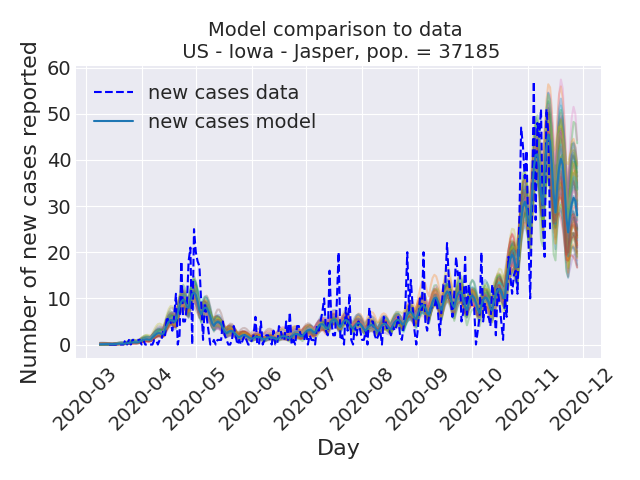 Model comparison to data
US - Iowa - Jasper, pop. = 37185
Number of new cases reported
60
50
40
30
20
10
0
new cases data
new cases model
2020-03
2020-04
2020-05
2020-06
2020-07
2020-08
2020-09
2020-10
2020-11
2020-12
Day